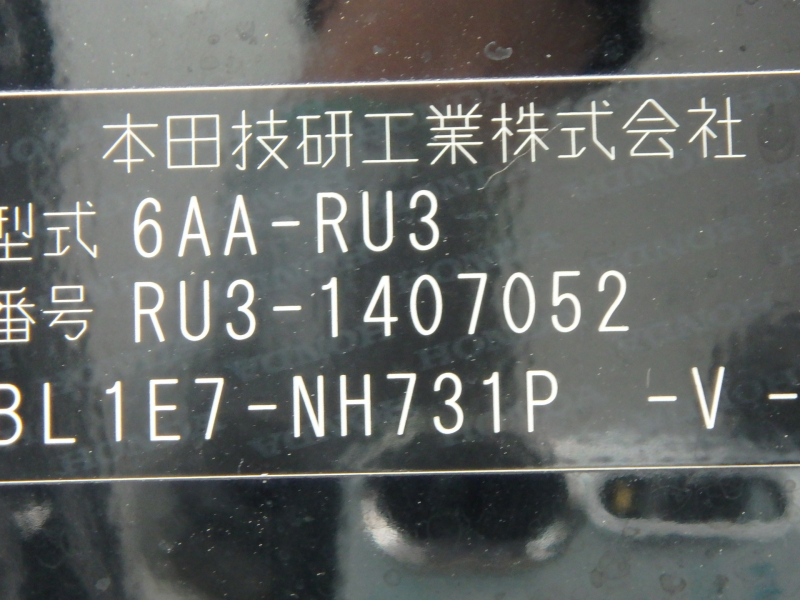 本田技研工業株式会社
型式 6AA-RU3
番号 RU3-1407052
BL1E7-NH731P -V -